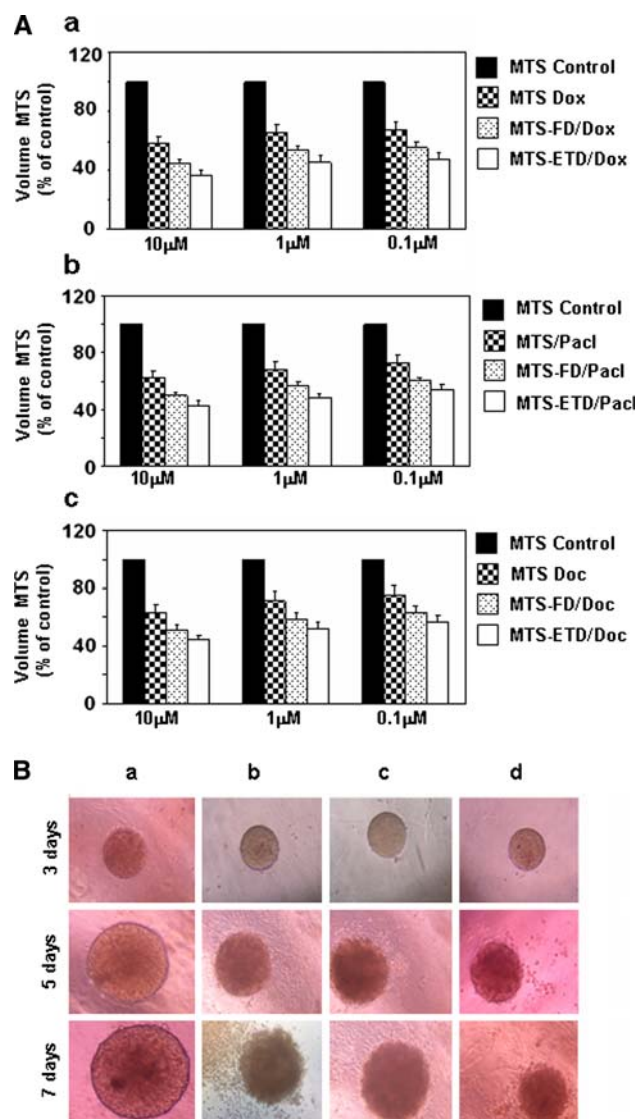 A
a
Volume MTS
(% of control)
120
80
40
0
10µM
1µM
0.1µM
MTS Control
MTS Dox
MTS-FD/Dox
MTS-ETD/Dox
b
Volume MTS
(% of control)
120
80
40
0
10µM
1µM
0.1µM
MTS Control
MTS/Pacl
MTS-FD/Pacl
MTS-ETD/Pacl
c
Volume MTS
(% of control)
120
80
40
0
10µM
1µM
0.1µM
MTS Control
MTS Doc
MTS-FD/Doc
MTS-ETD/Doc
B
a b c d
3 days
5 days
7 days